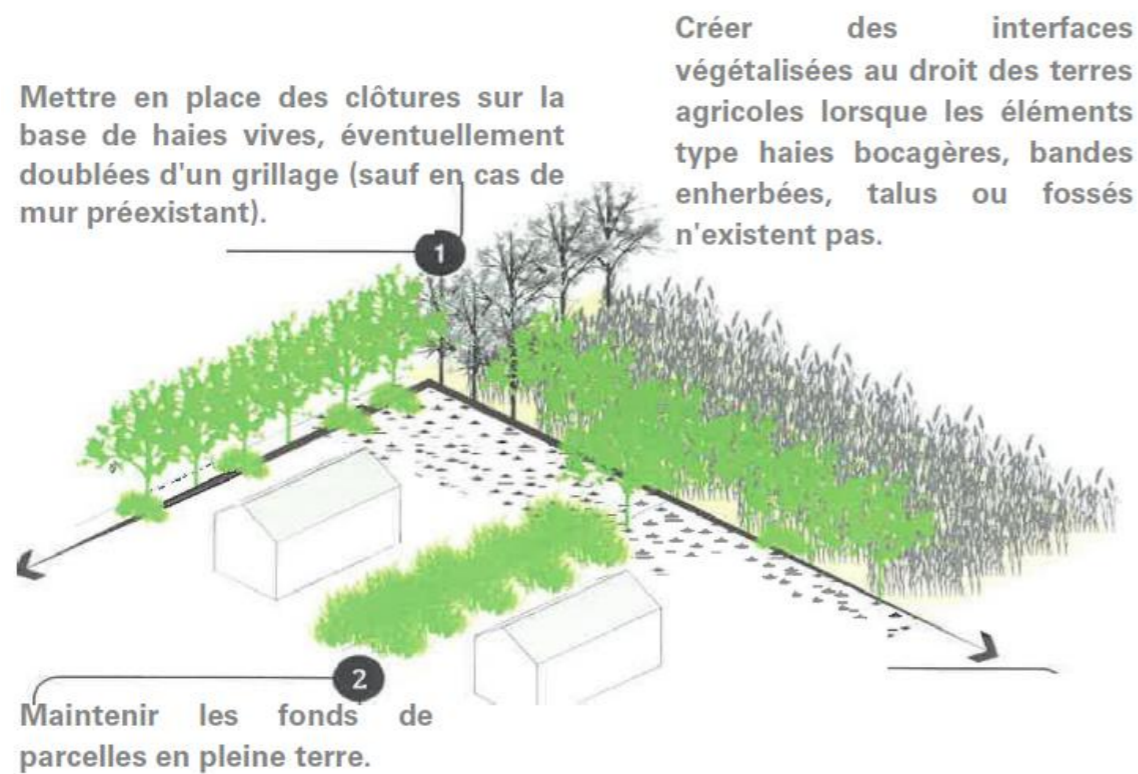 Mettre en place des clôtures sur la
base de haies vives, éventuellement
doublées d'un grillage (sauf en cas de
mur préexistant).
Créer des interfaces
végétalisées au droit des terres
agricoles lorsque les éléments
type haies bocagères, bandes
enherbées, talus ou fossés
n'existent pas.
1
2
Maintenir les fonds de
parcelles en pleine terre.